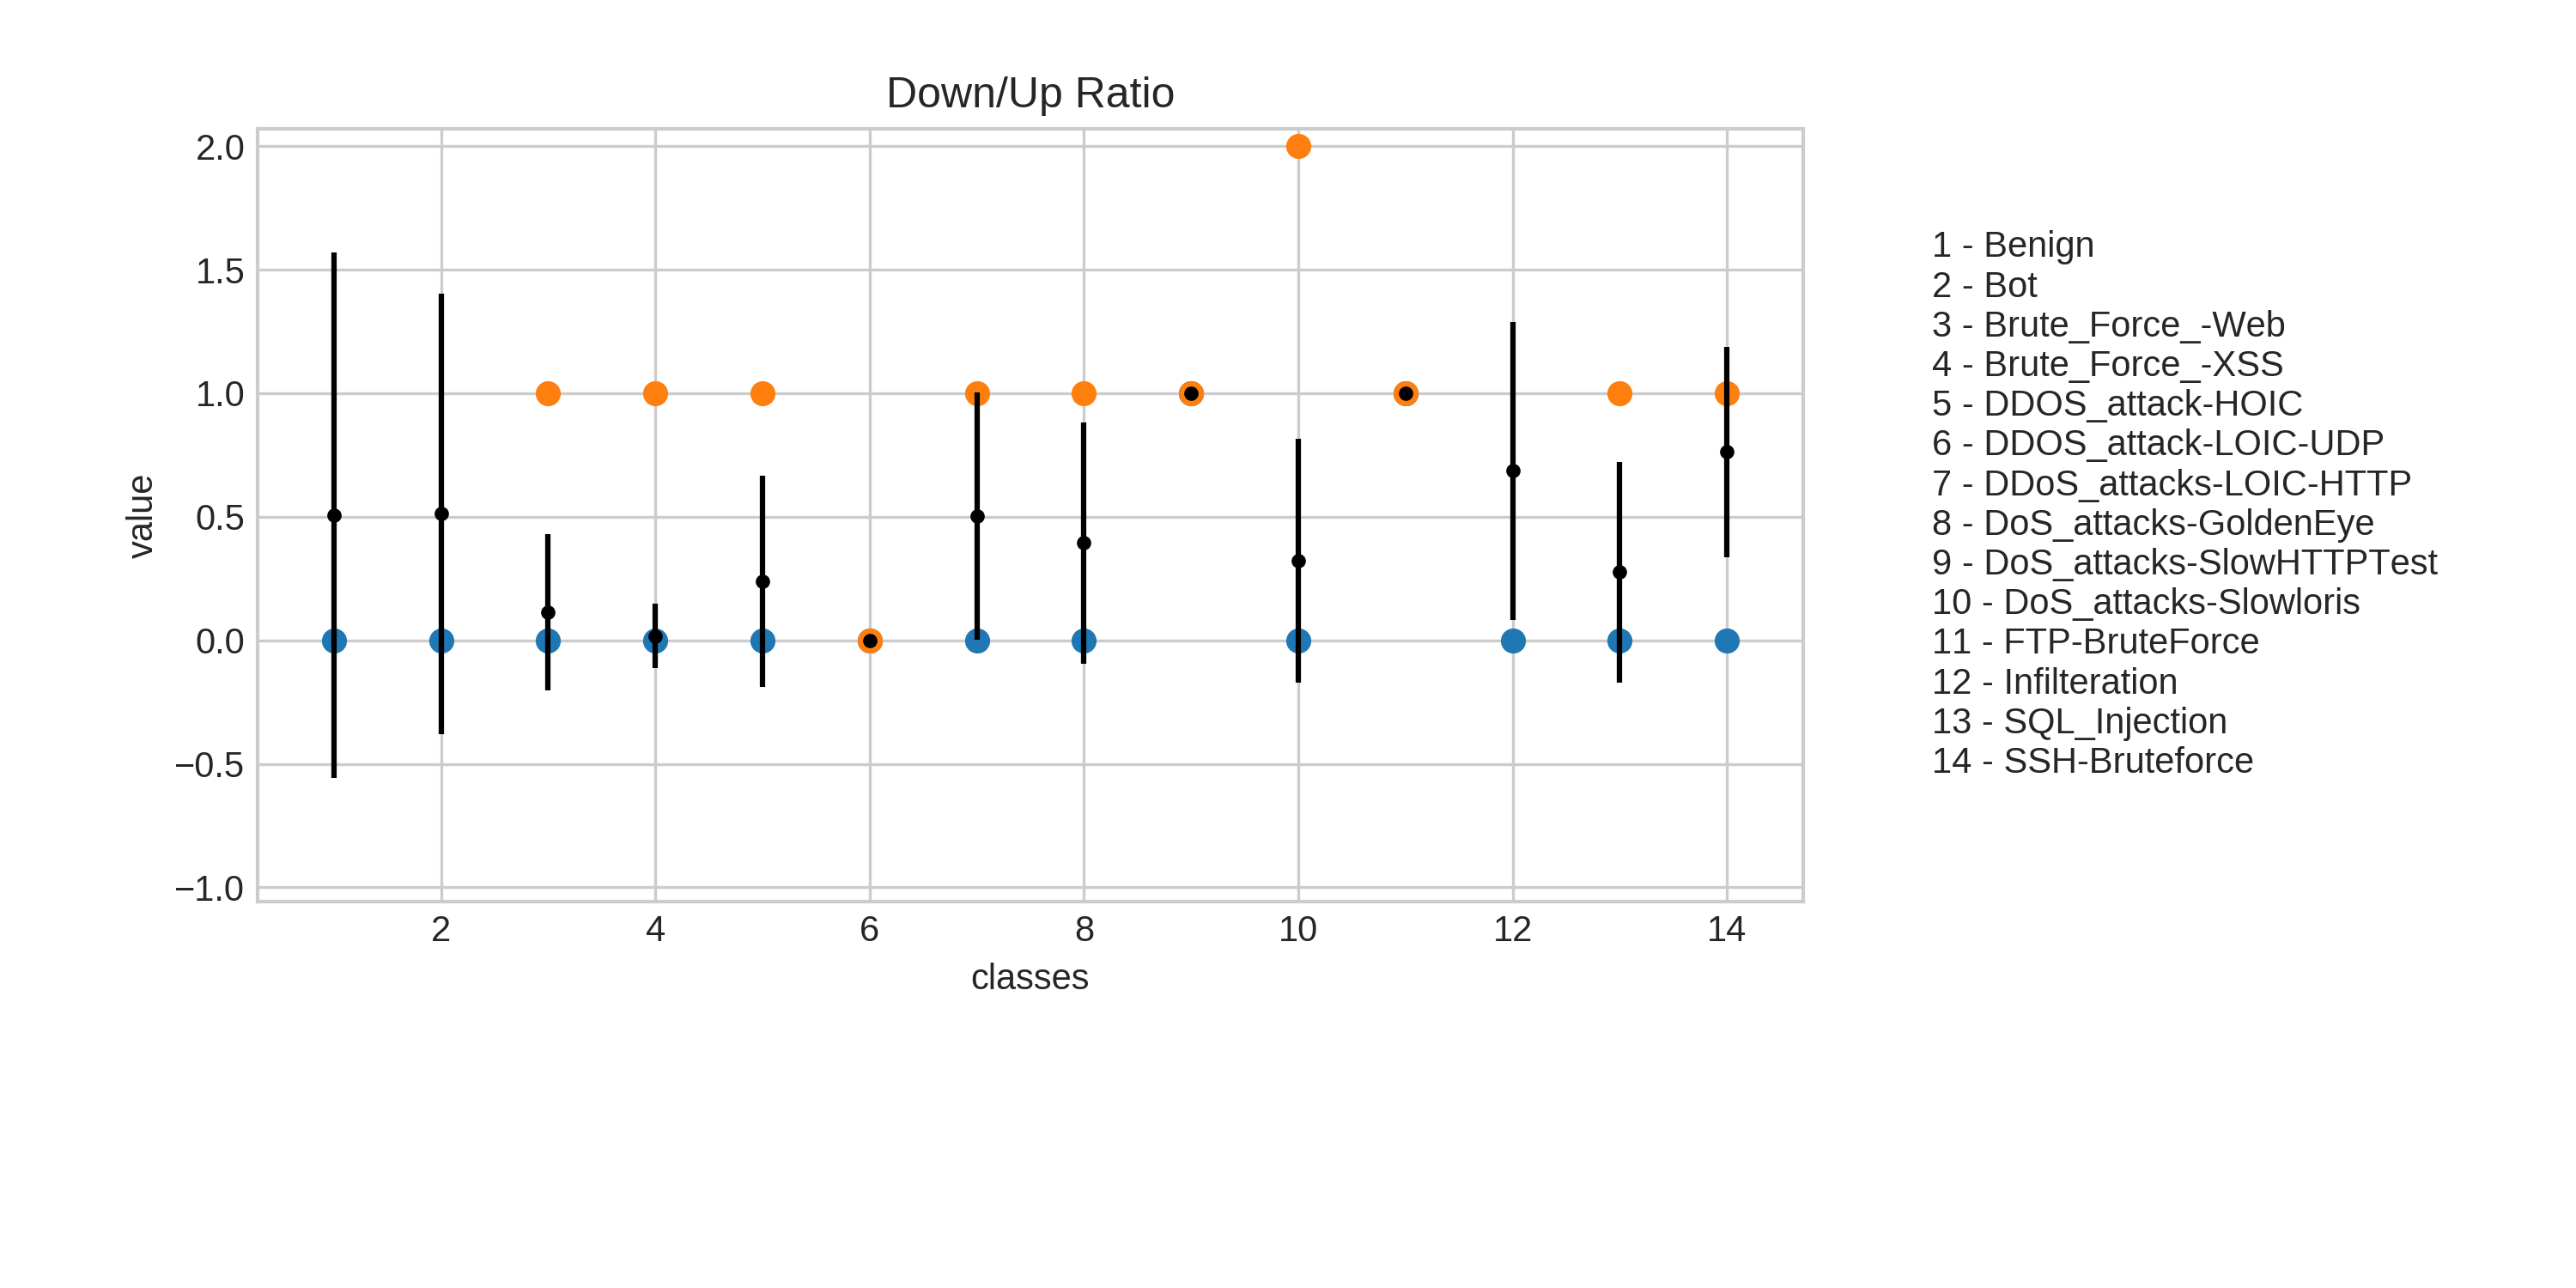 Down/Up Ratio
2.0
1.5
1.0
0.5
0.0
−0.5
−1.0
value
2 4 6 8 10 12 14
classes
1 - Benign
2 - Bot
3 - Brute_Force_-Web
4 - Brute_Force_-XSS
5 - DDOS_attack-HOIC
6 - DDOS_attack-LOIC-UDP
7 - DDoS_attacks-LOIC-HTTP
8 - DoS_attacks-GoldenEye
9 - DoS_attacks-SlowHTTPTest
10 - DoS_attacks-Slowloris
11 - FTP-BruteForce
12 - Infilteration
13 - SQL_Injection
14 - SSH-Bruteforce